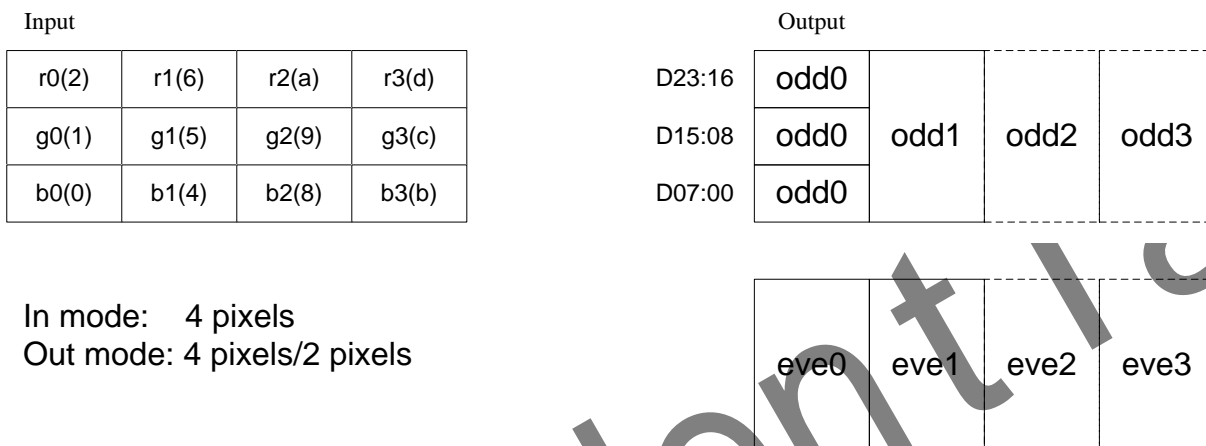 Input
r0(2) r1(6) r2(a) r3(d)
g0(1) g1(5) g2(9) g3(c)
b0(0) b1(4) b2(8) b3(b)
In mode: 4 pixels
Out mode: 4 pixels/2 pixels
Output
D23:16 odd0
D15:08 odd0 odd1 odd2 odd3
D07:00 odd0
eve0 eve1 eve2 eve3